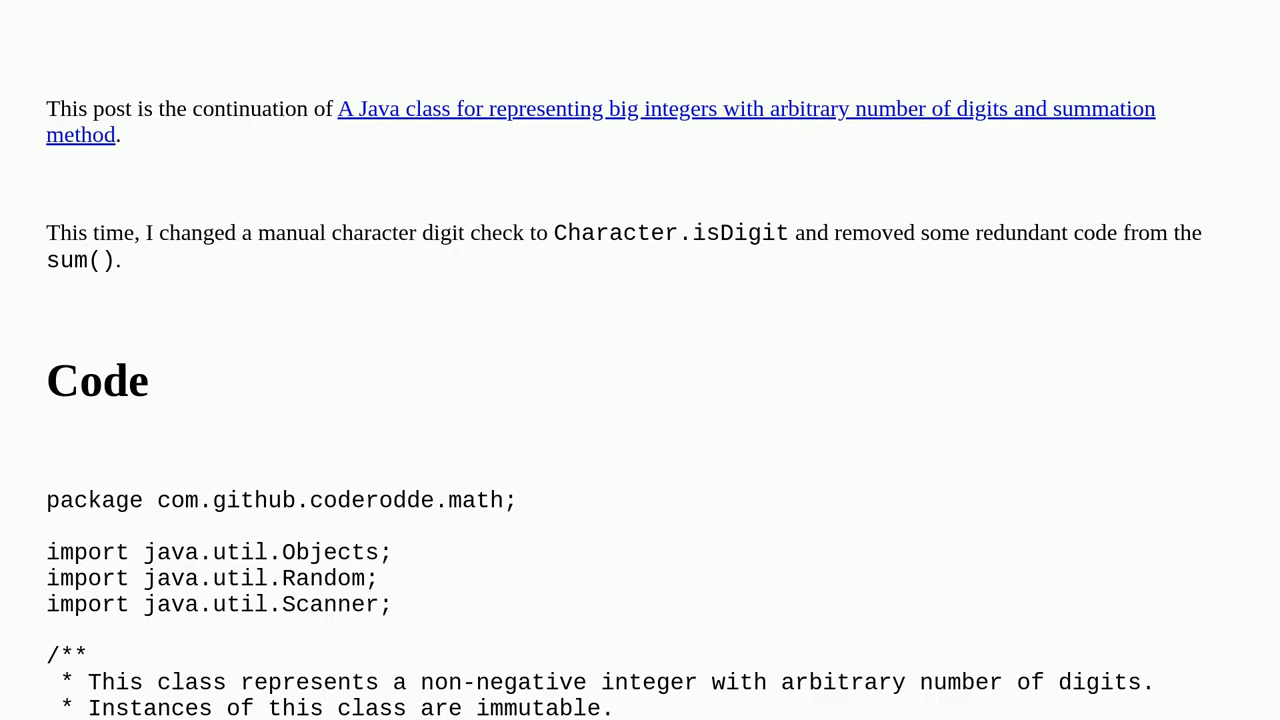 This post is the continuation of A Java class for representing big integers with arbitrary number of digits and summation
method.
This time, I changed a manual character digit check to Character.isDigit and removed some redundant code from the
sum().
Code
package com.github.coderodde.math;
import java.util.Objects;
import java.util.Random;
import java.util.Scanner;
/**
 * This class represents a non-negative integer with arbitrary number of digits.
 * Instances of this class are immutable.